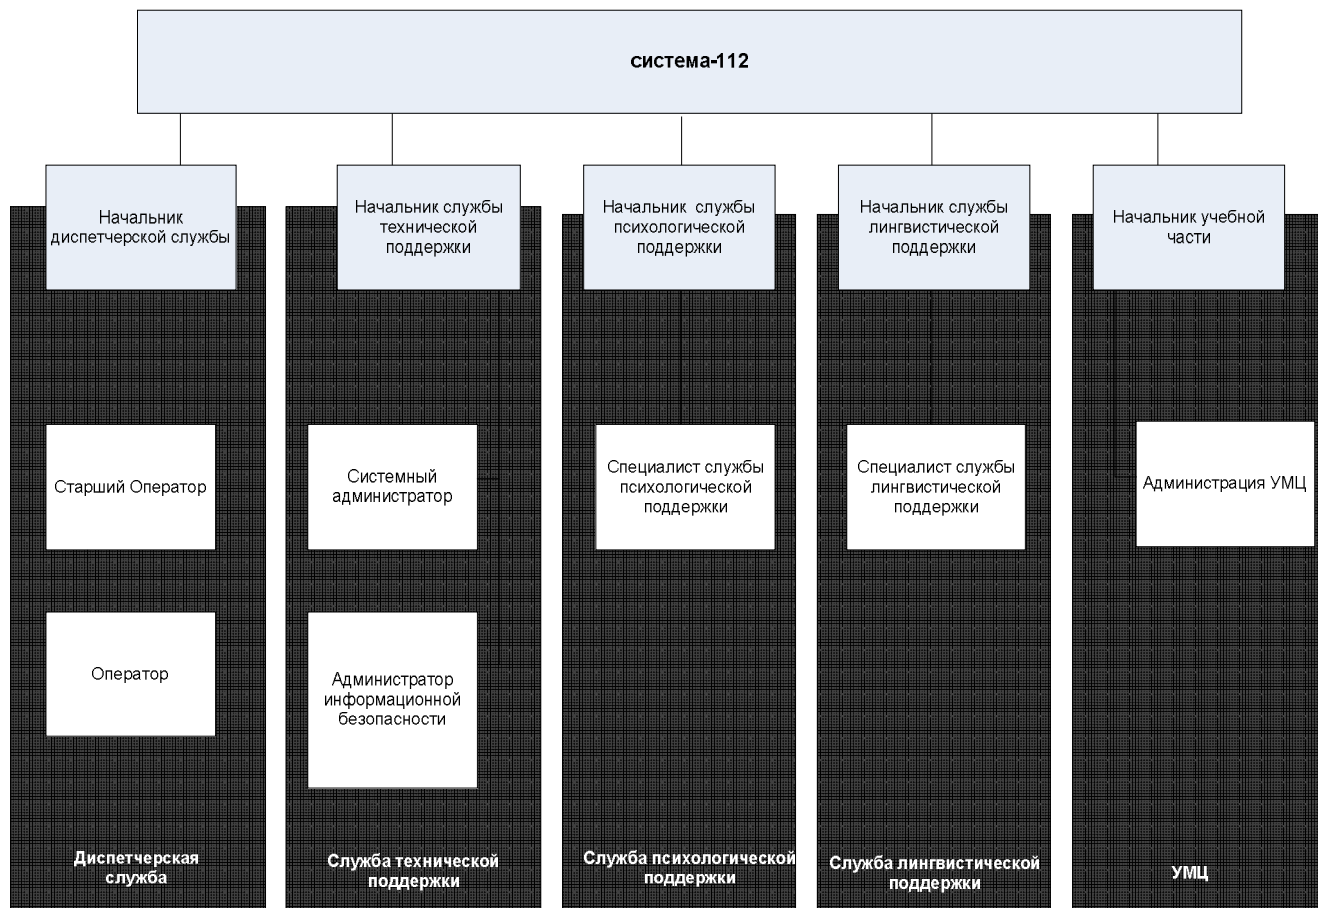 система-112
Начальник
диспетчерской службы
Начальник службы
технической
поддержки
Начальник службы
психологической
поддержки
Начальник службы
лингвистической
поддержки
Начальник учебной
части
Старший Оператор
Системный
администратор
Специалист службы
психологической
поддержки
Специалист службы
лингвистической
поддержки
Администрация УМЦ
Оператор
Администратор
информационной
безопасности
Диспетчерская
служба
Служба технической
поддержки
Служба психологической
поддержки
Служба лингвистической
поддержки
УМЦ